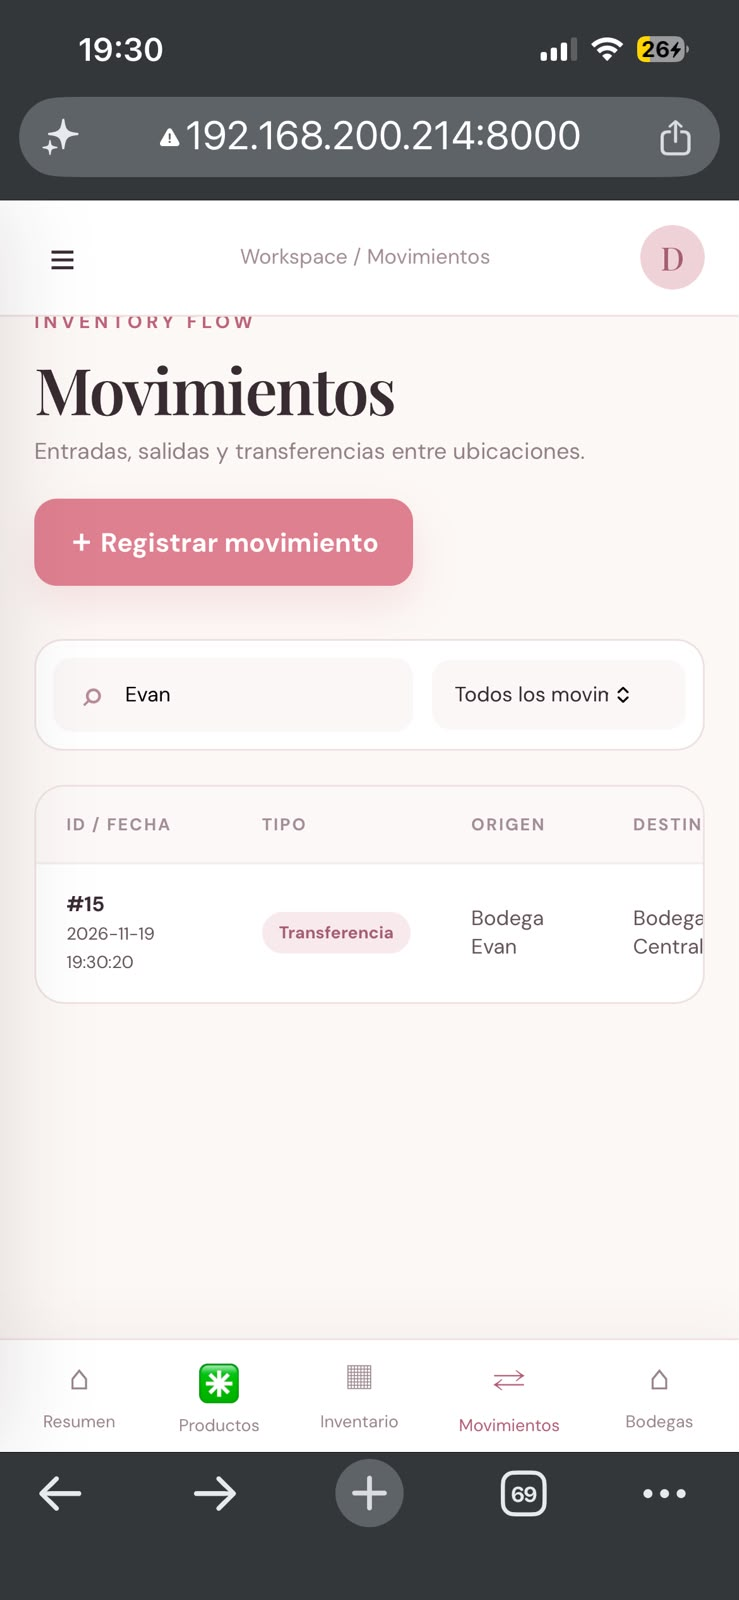 19:30
26
192.168.200.214:8000
Workspace / Movimientos
D
INVENTORY FLOW
Movimientos
Entradas, salidas y transferencias entre ubicaciones.
+ Registrar movimiento
Evan
Todos los movin
ID / FECHA TIPO ORIGEN DESTIN
#15
2026-11-19
19:30:20
Transferencia
Bodega
Evan
Bodega
Central
Resumen Productos Inventario Movimientos Bodegas
69